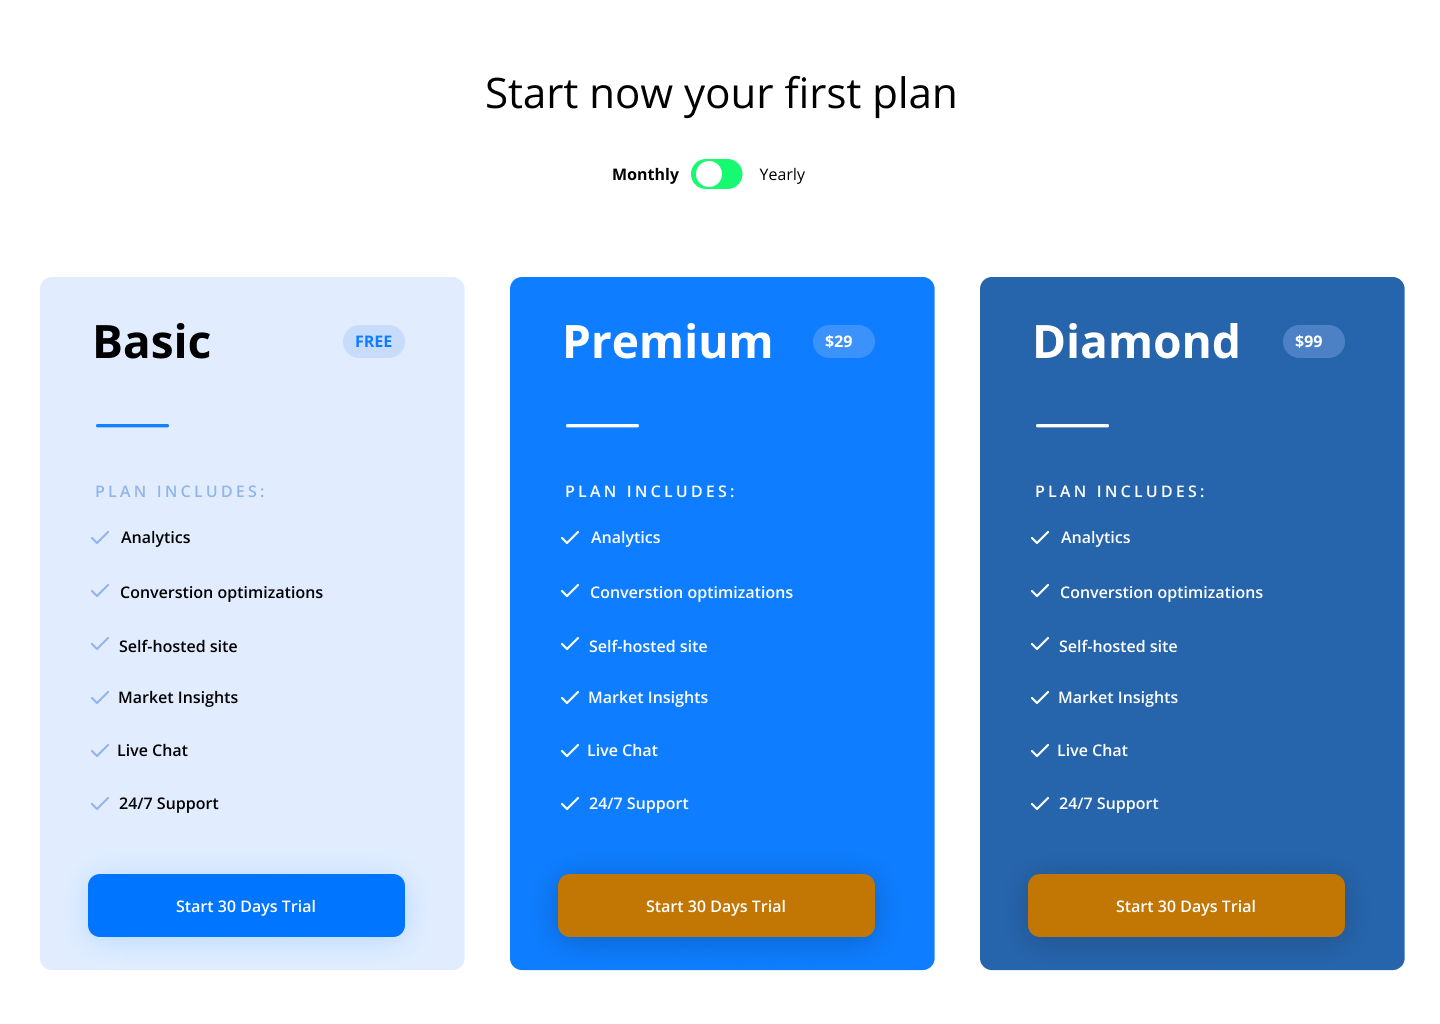 Start now your first plan
Monthly Yearly
Basic FREE
PLAN INCLUDES:
Analytics
Converstion optimizations
Self-hosted site
Market Insights
Live Chat
24/7 Support
Start 30 Days Trial
Premium $29
PLAN INCLUDES:
Analytics
Converstion optimizations
Self-hosted site
Market Insights
Live Chat
24/7 Support
Start 30 Days Trial
Diamond $99
PLAN INCLUDES:
Analytics
Converstion optimizations
Self-hosted site
Market Insights
Live Chat
24/7 Support
Start 30 Days Trial